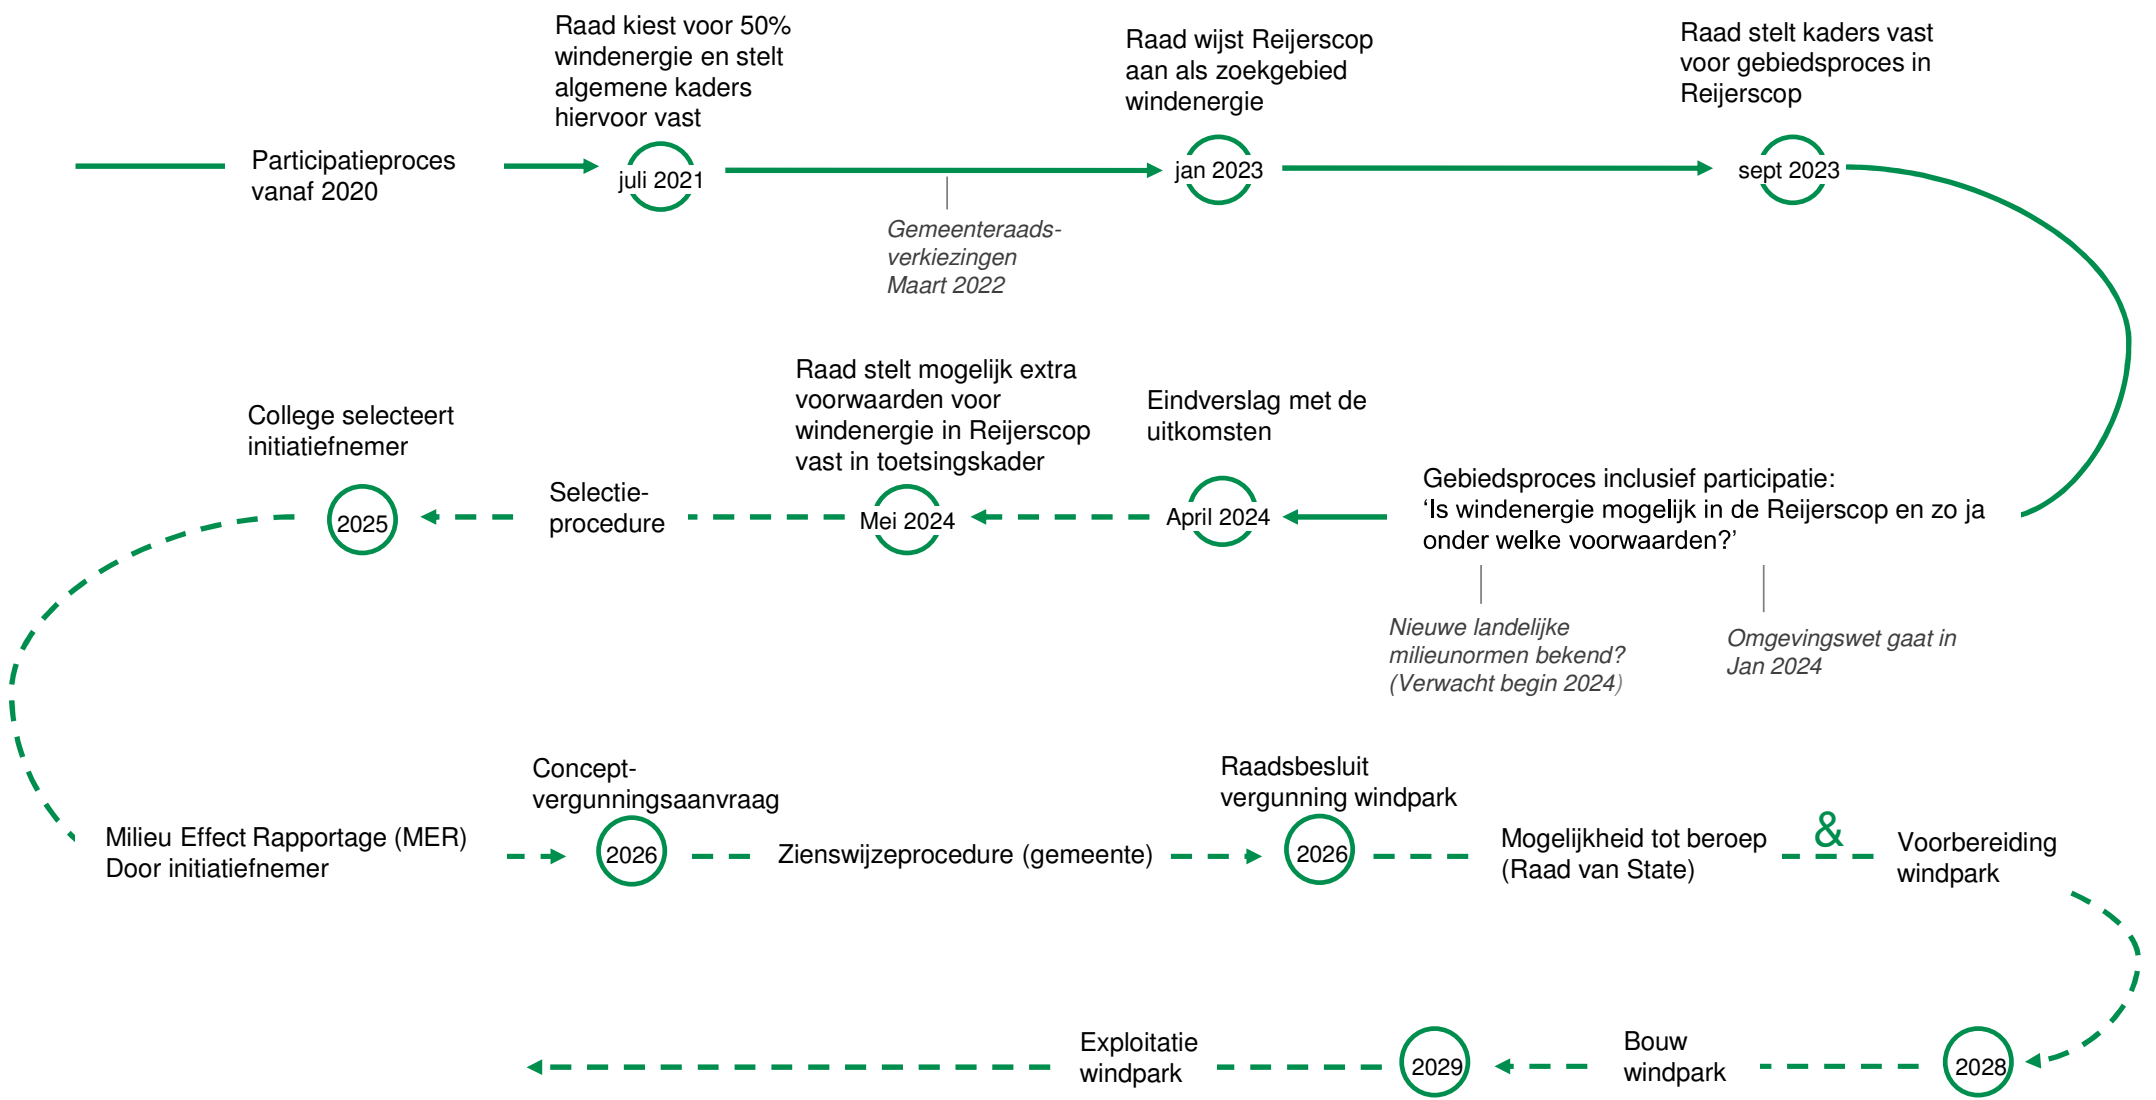 Participatieproces
vanaf 2020
Raad kiest voor 50%
windenergie en stelt
algemene kaders
hiervoor vast
juli 2021
Gemeenteraads-
verkiezingen
Maart 2022
Raad wijst Reijerscop
aan als zoekgebied
windenergie
jan 2023
Raad stelt kaders vast
voor gebiedsproces in
Reijerscop
sept 2023
Gebiedsproces inclusief participatie:
‘Is windenergie mogelijk in de Reijerscop en zo ja
onder welke voorwaarden?’
Omgevingswet gaat in
Jan 2024
Nieuwe landelijke
milieunormen bekend?
(Verwacht begin 2024)
Eindverslag met de
uitkomsten
April 2024
Raad stelt mogelijk extra
voorwaarden voor
windenergie in Reijerscop
vast in toetsingskader
Mei 2024
Selectie-
procedure
College selecteert
initiatiefnemer
2025
Milieu Effect Rapportage (MER)
Door initiatiefnemer
Concept-
vergunningsaanvraag
2026
Zienswijzeprocedure (gemeente)
Raadsbesluit
vergunning windpark
2026
Mogelijkheid tot beroep
(Raad van State)
&
Voorbereiding
windpark
2028
Bouw
windpark
2029
Exploitatie
windpark